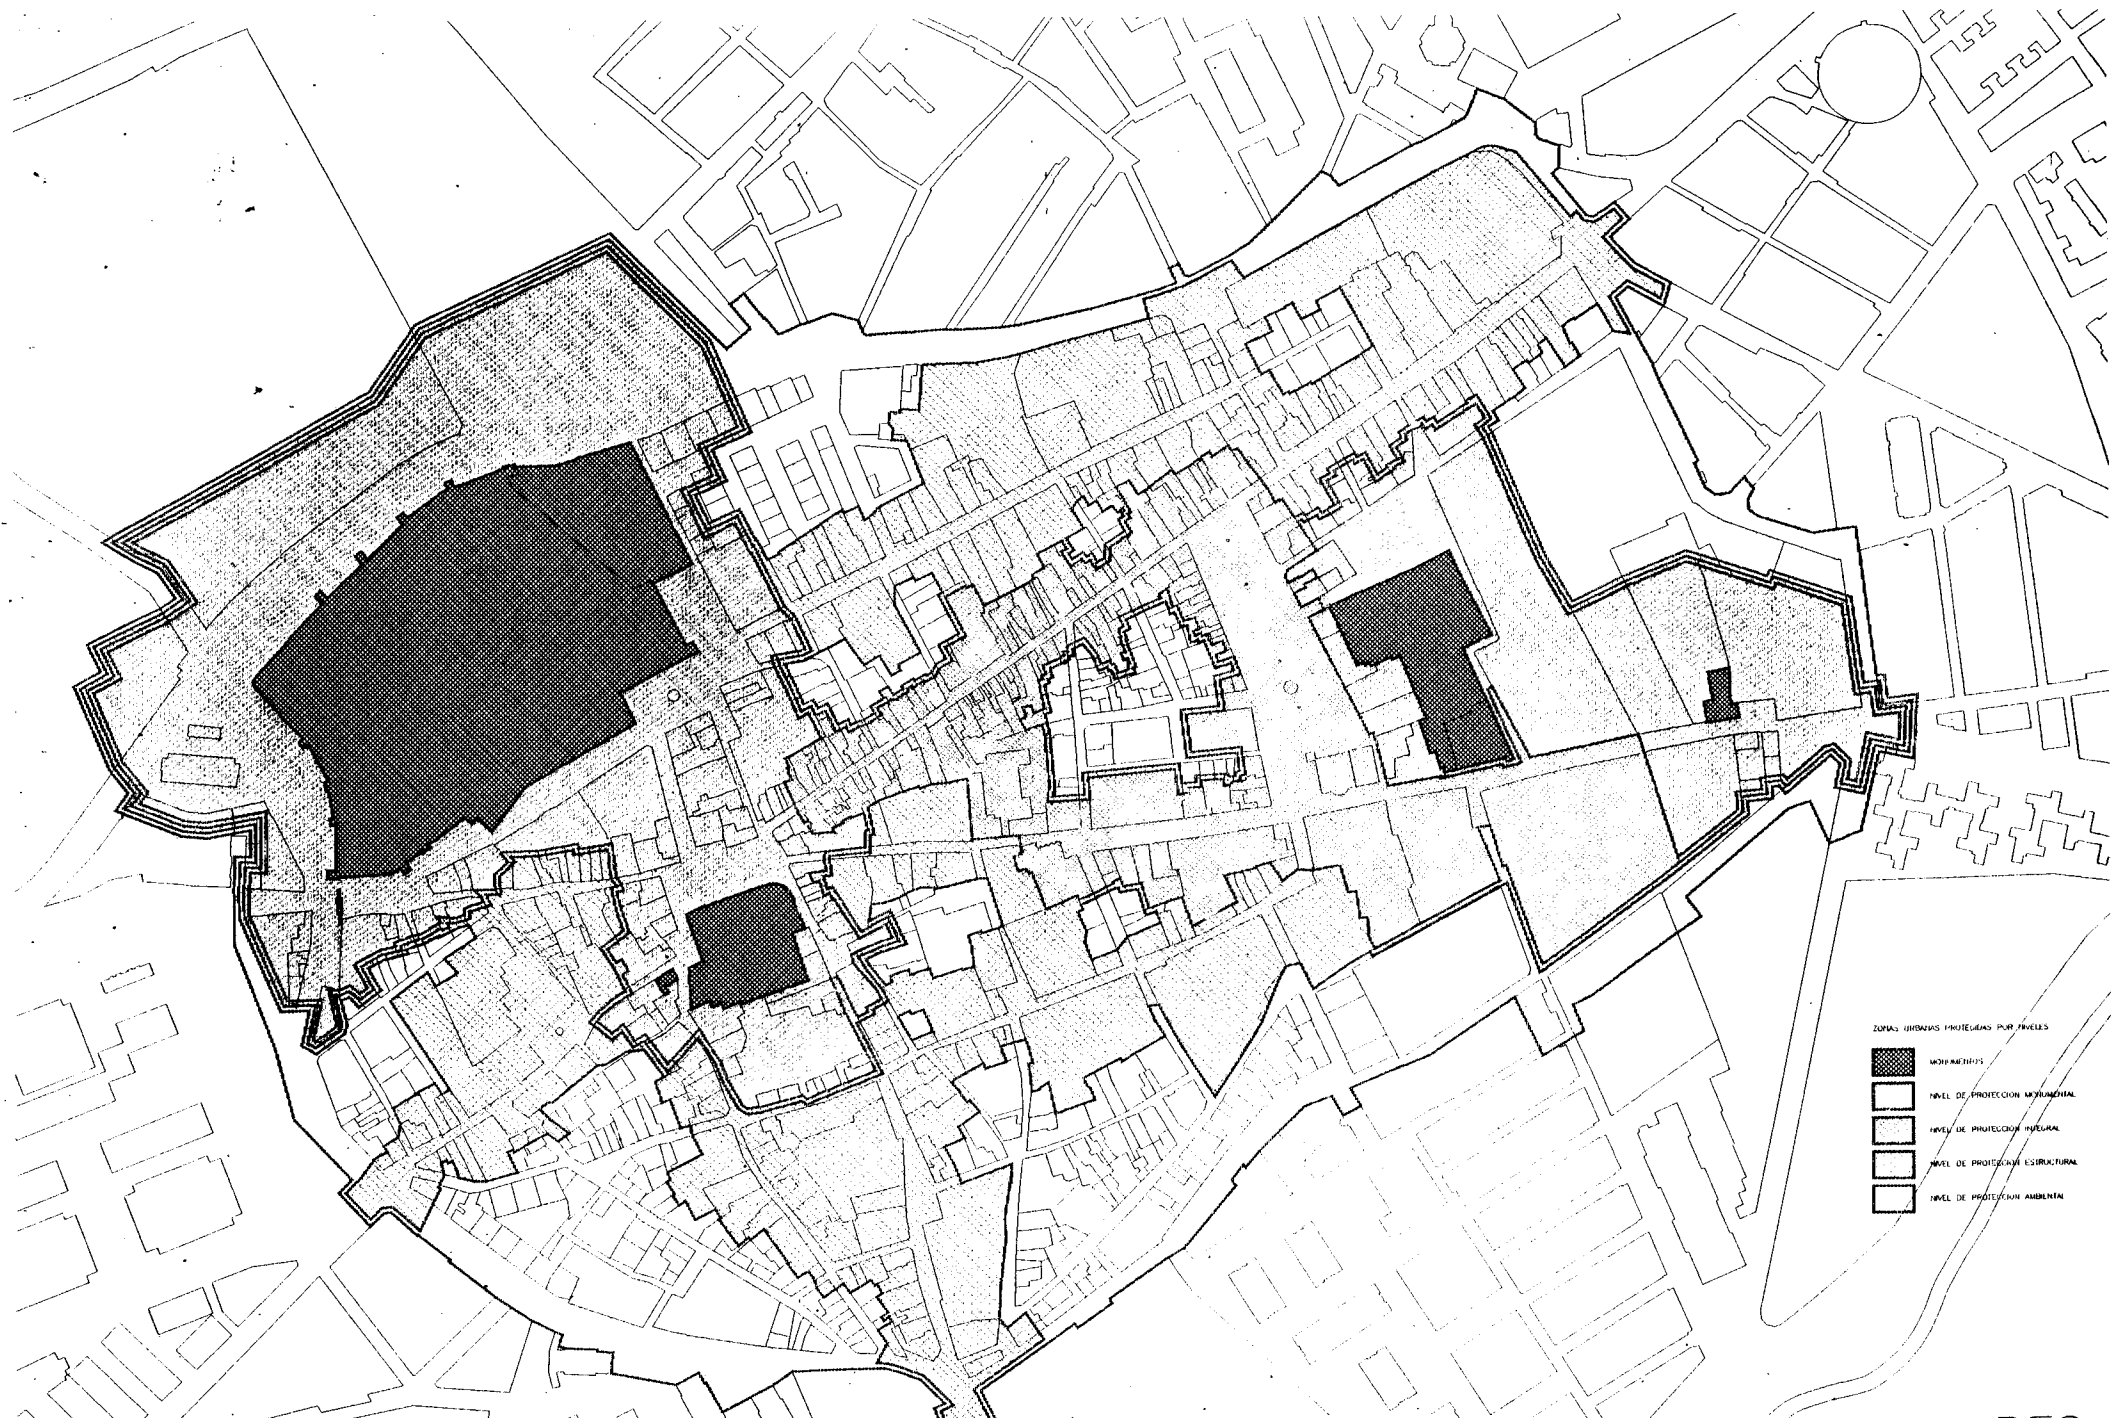 ZONAS URBANAS PROTEGIDAS POR NIVELES
MONUMENTOS
NIVEL DE PROTECCION MONUMENTAL
NIVEL DE PROTECCION INTEGRAL
NIVEL DE PROTECCION ESTRUCTURAL
NIVEL DE PROTECCION AMBIENTAL